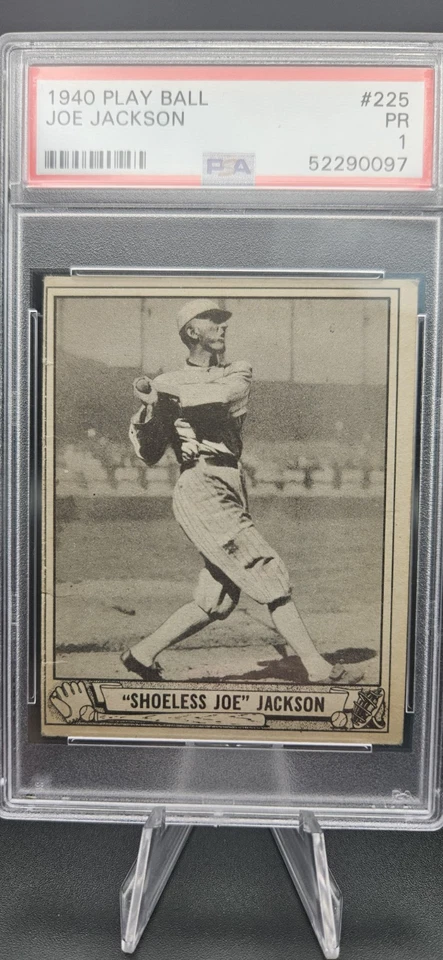 1940 PLAY BALL #225
JOE JACKSON PR
1
PSA 52290097
"SHOELESS JOE" JACKSON